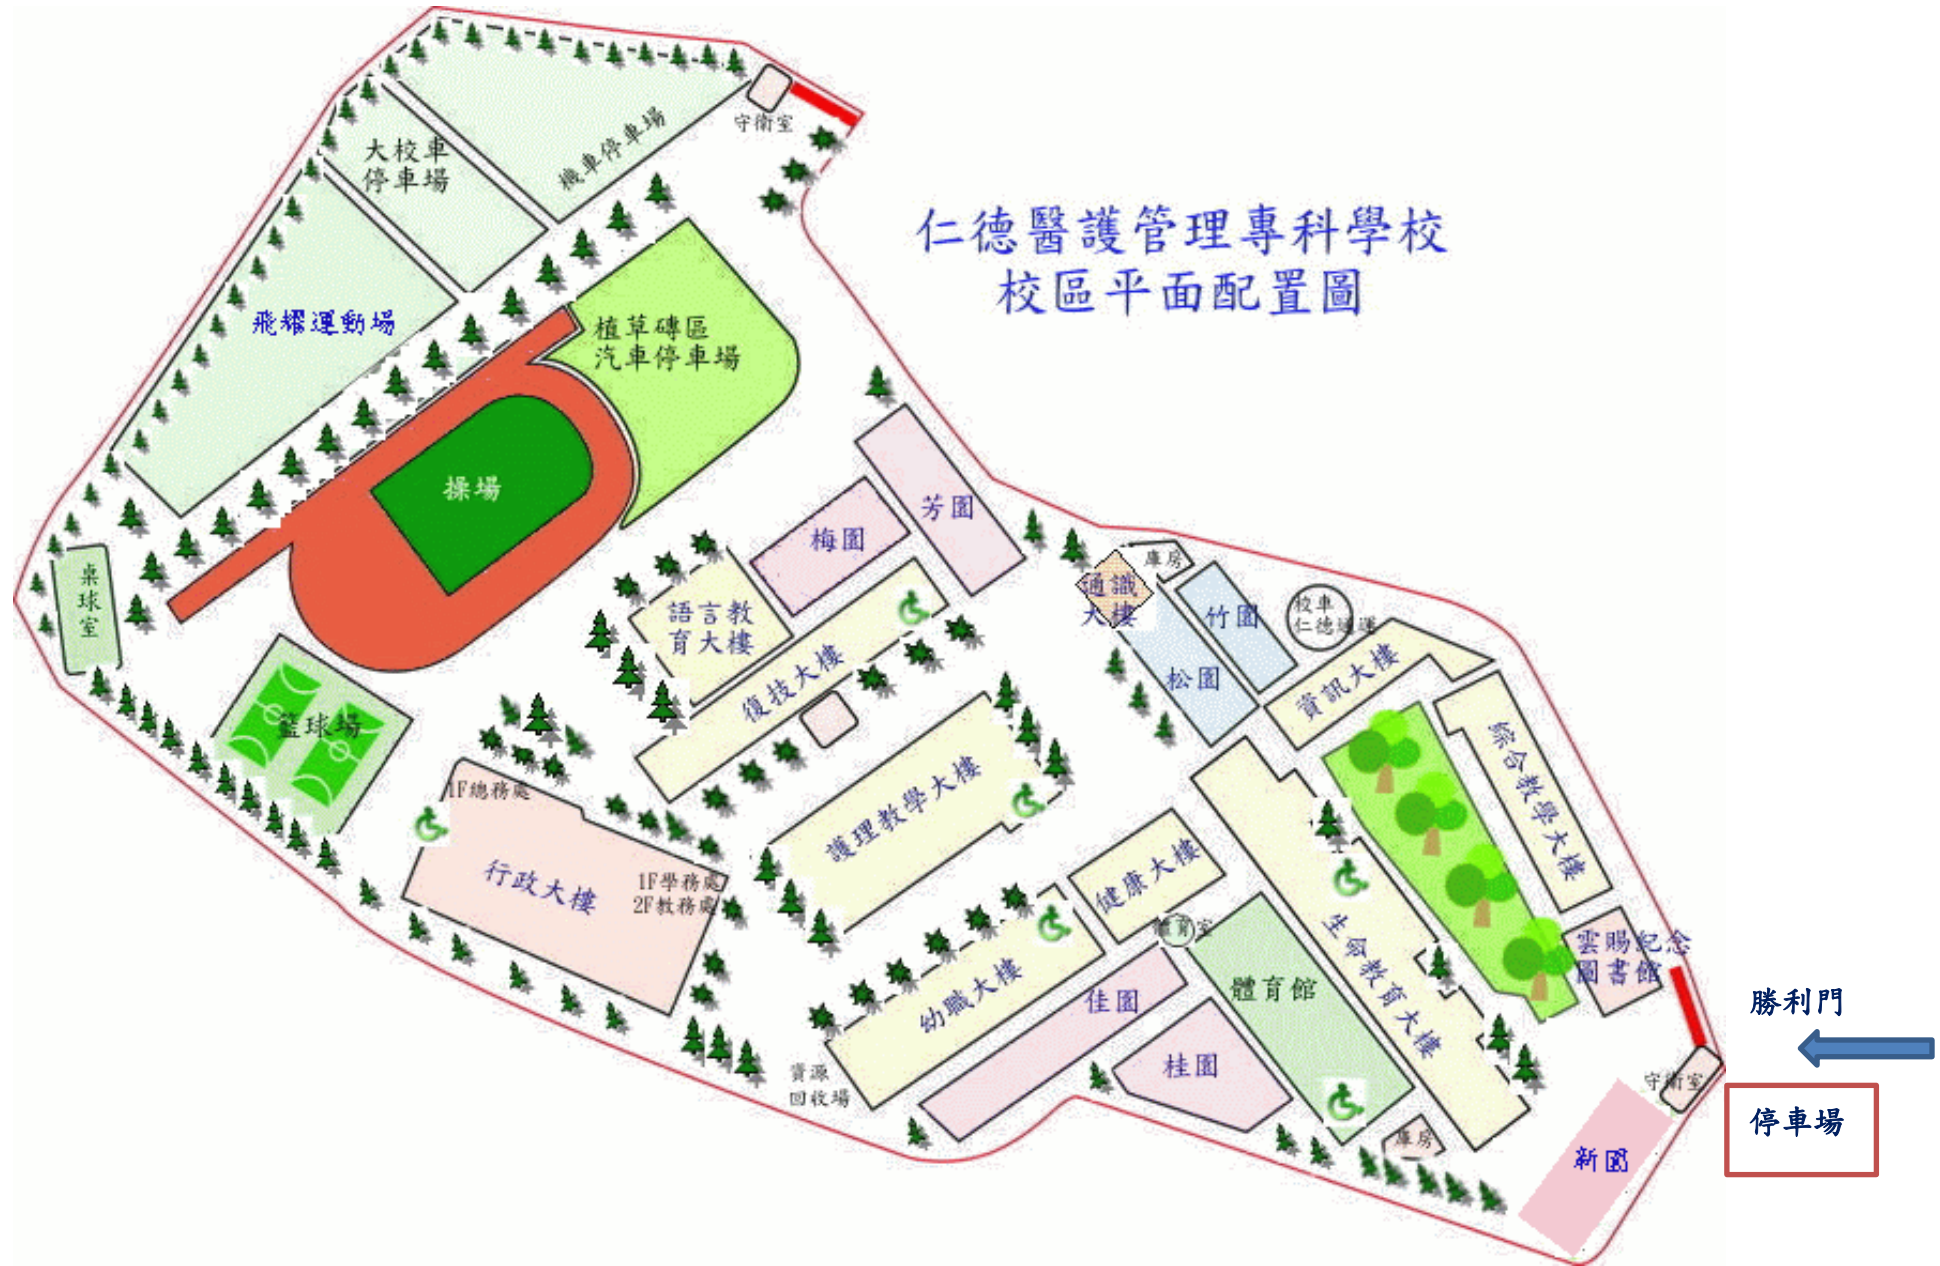 仁德醫護管理專科學校
校區平面配置圖
守衛室
機車停車場
大校車
停車場
飛耀運動場
植草磚區
汽車停車場
操場
桌球室
籃球場
芳園
梅園
語言教
育大樓
復技大樓
通識
大樓
庫房
竹園
松園
校車
仁德通運
資訊大樓
綜合教學大樓
1F總務處
行政大樓
1F學務處
2F教務處
護理教學大樓
健康大樓
體育室
幼職大樓
佳園
體育館
生命教育大樓
雲賜紀念
圖書館
勝利門
桂園
資源
回收場
守衛室
停車場
庫房
新園